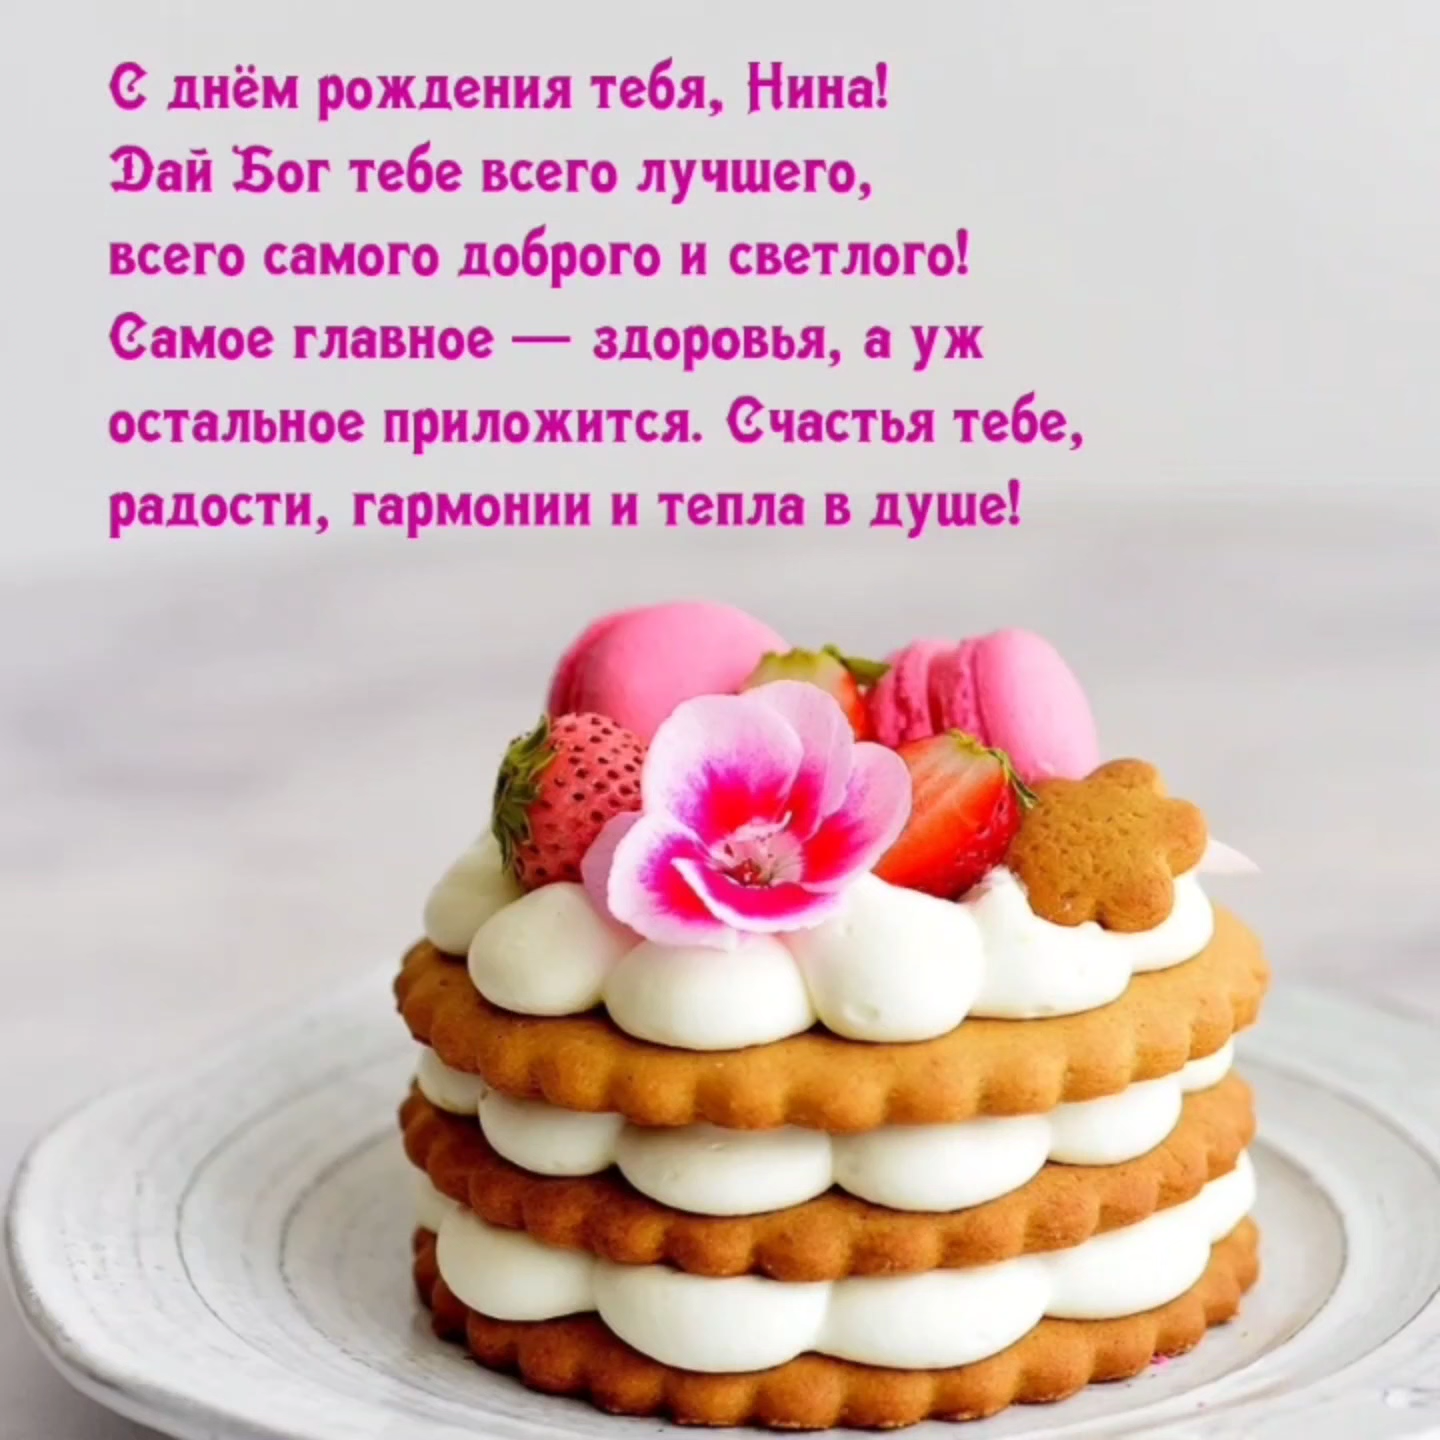 С днём рождения тебя, Нина!
Дай Бог тебе всего лучшего,
всего самого доброго и светлого!
Самое главное — здоровья, а уж
остальное приложится. Счастья тебе,
радости, гармонии и тепла в душе!